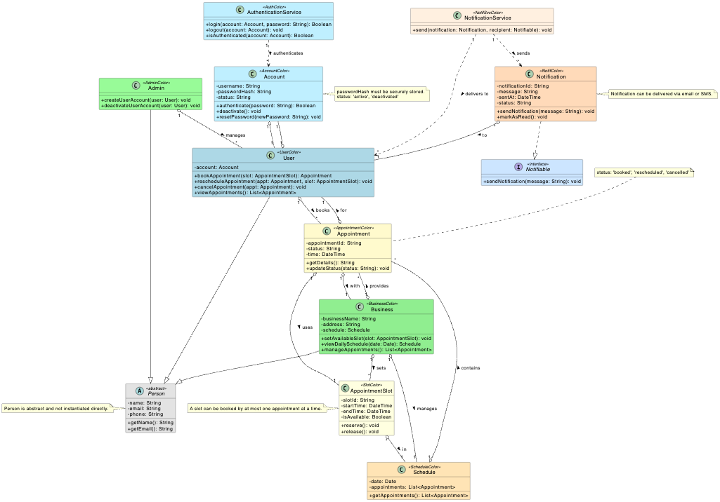 «AuthColor»
AuthenticationService
+login(account: Account, password: String): Boolean
+logout(account: Account): void
+isAuthenticated(account: Account): Boolean
«NotifSvcColor»
NotificationService
+send(notification: Notification, recipient: Notifiable): void
authenticates
sends
«AdminColor»
Admin
+createUserAccount(user: User): void
+deactivateUserAccount(user: User): void
«AccountColor»
Account
-username: String
-passwordHash: String
-status: String
+authenticate(password: String): Boolean
+deactivate(): void
+resetPassword(newPassword: String): void
passwordHash must be securely stored
status: 'active', 'deactivated'
«NotifColor»
Notification
-notificationId: String
-message: String
-sentAt: DateTime
-status: String
+sendNotification(message: String): void
+markAsRead(): void
Notification can be delivered via email or SMS.
delivers to
manages
to
«UserColor»
User
-account: Account
+bookAppointment(slot: AppointmentSlot): Appointment
+rescheduleAppointment(appt: Appointment, slot: AppointmentSlot): void
+cancelAppointment(appt: Appointment): void
+viewAppointments(): List<Appointment>
«interface»
Notifiable
+sendNotification(message: String): void
status: 'booked', 'rescheduled', 'cancelled'
books
for
«AppointmentColor»
Appointment
-appointmentId: String
-status: String
-time: DateTime
+getDetails(): String
+updateStatus(status: String): void
with
provides
«BusinessColor»
Business
-businessName: String
-address: String
-schedule: Schedule
+setAvailableSlot(slot: AppointmentSlot): void
+viewDailySchedule(date: Date): Schedule
+manageAppointments(): List<Appointment>
uses
sets
contains
«abstract»
Person
-name: String
-email: String
-phone: String
+getName(): String
+getEmail(): String
Person is abstract and not instantiated directly.
A slot can be booked by at most one appointment at a time.
«SlotColor»
AppointmentSlot
-slotId: String
-startTime: DateTime
-endTime: DateTime
-isAvailable: Boolean
+reserve(): void
+release(): void
manages
in
«ScheduleColor»
Schedule
-date: Date
-appointments: List<Appointment>
+getAppointments(): List<Appointment>